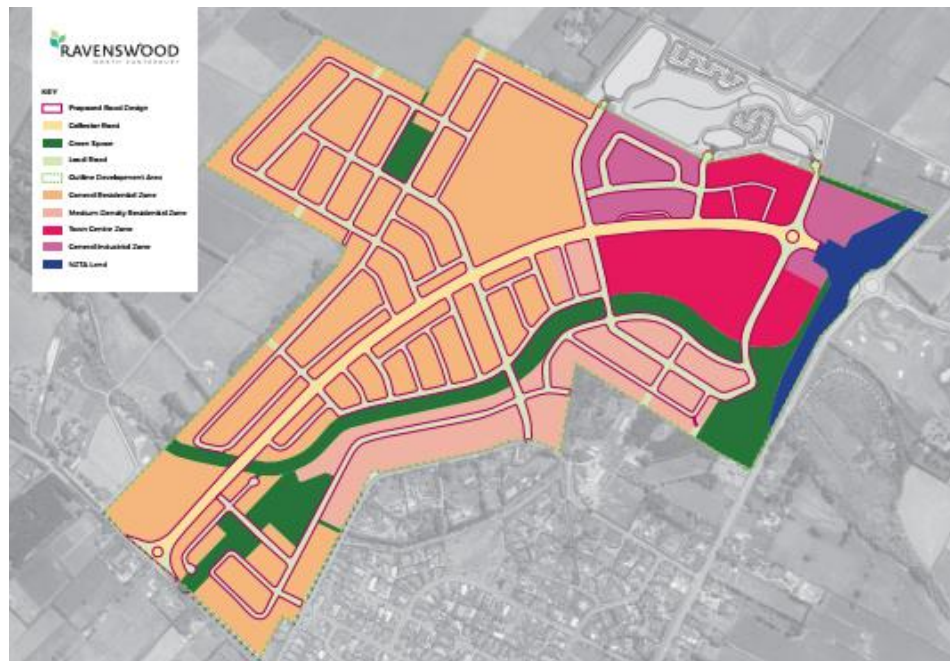 RAVENSWOOD
NORTH CANTERBURY
KEY
Proposed Road Design
Collector Road
Green Space
Local Road
Outline Development Area
General Residential Zone
Medium Density Residential Zone
Town Centre Zone
General Industrial Zone
NZTA Land